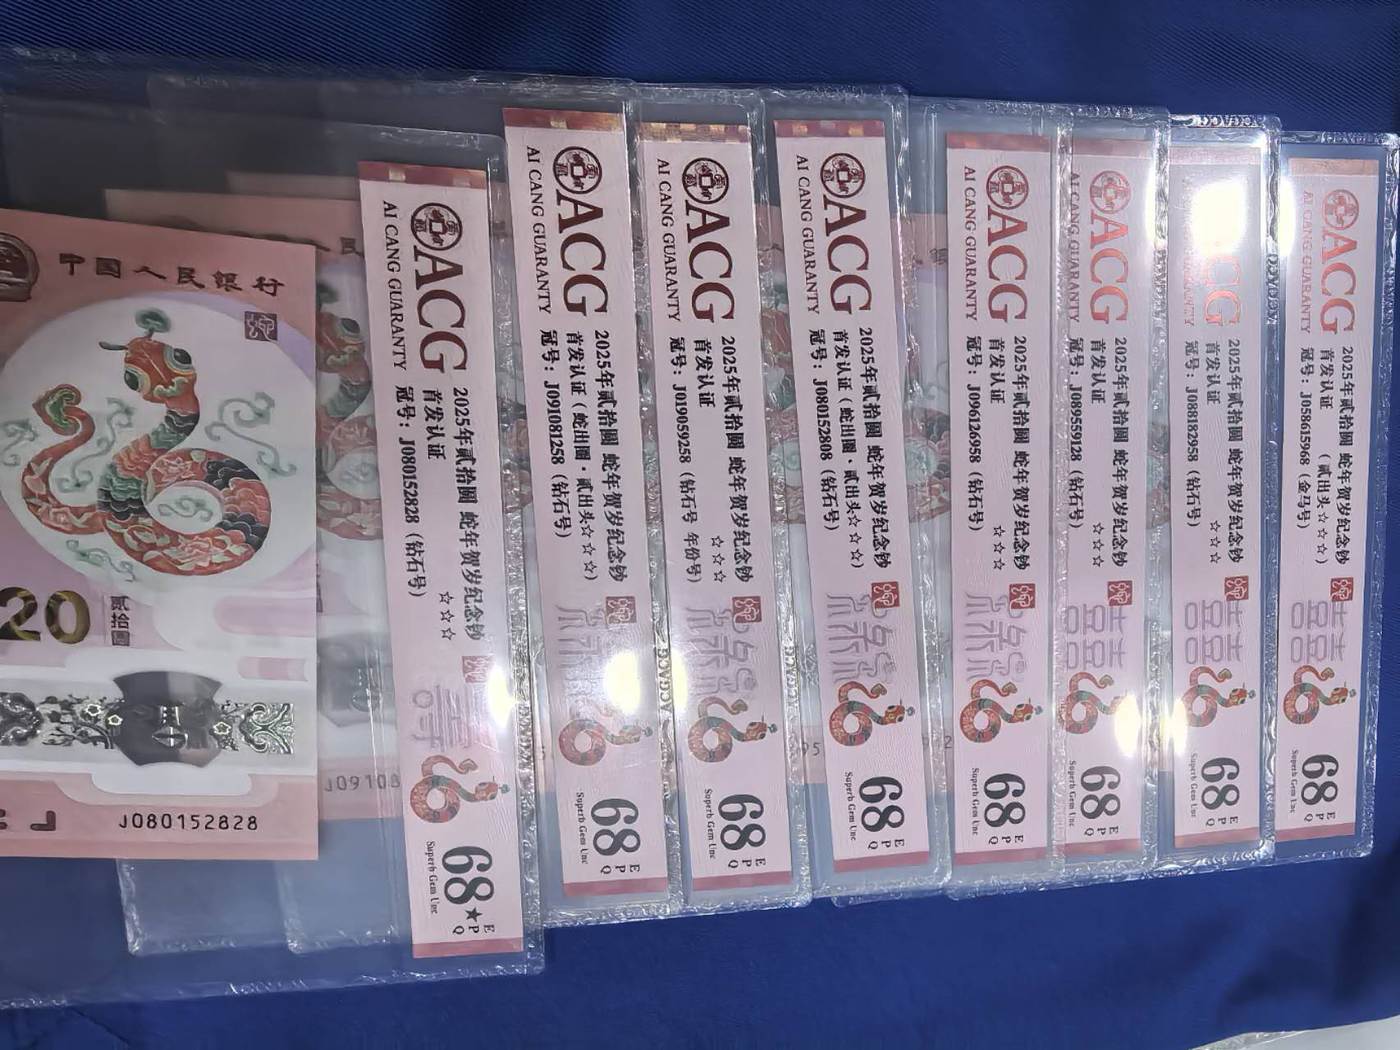 中国人民银行
20
贰拾圆
J080152828
J09108
ACG
AI CANG GUARANTY
2025年贰拾圆 蛇年贺岁纪念钞
首发认证 ☆☆☆
冠号:J080152828(钻石号)
68★ EPQ
Superb Gem Unc
ACG
AI CANG GUARANTY
2025年贰拾圆 蛇年贺岁纪念钞
首发认证(蛇出圈·贰出头☆☆☆)
冠号:J091081258(钻石号)
68 EPQ
Superb Gem Unc
ACG
AI CANG GUARANTY
2025年贰拾圆 蛇年贺岁纪念钞
首发认证 ☆☆☆
冠号:J019059258(钻石号 年份号)
68 EPQ
Superb Gem Unc
ACG
AI CANG GUARANTY
2025年贰拾圆 蛇年贺岁纪念钞
首发认证(蛇出圈·贰出头☆☆☆)
冠号:J080152808(钻石号)
68 EPQ
Superb Gem Unc
ACG
AI CANG GUARANTY
2025年贰拾圆 蛇年贺岁纪念钞
首发认证 ☆☆☆
冠号:J096126958(钻石号)
68 EPQ
Superb Gem Unc
ACG
AI CANG GUARANTY
2025年贰拾圆 蛇年贺岁纪念钞
首发认证 ☆☆☆
冠号:J089559128(钻石号)
68 EPQ
Superb Gem Unc
CG
2025年贰拾圆 蛇年贺岁纪念钞
首发认证 ☆☆☆
冠号:J088182958(钻石号)
68 EPQ
Superb Gem Unc
ACG
AI CANG GUARANTY
2025年贰拾圆 蛇年贺岁纪念钞
首发认证 (贰出头☆☆☆)
冠号:J058615968(金马号)
68 EPQ
Superb Gem Unc